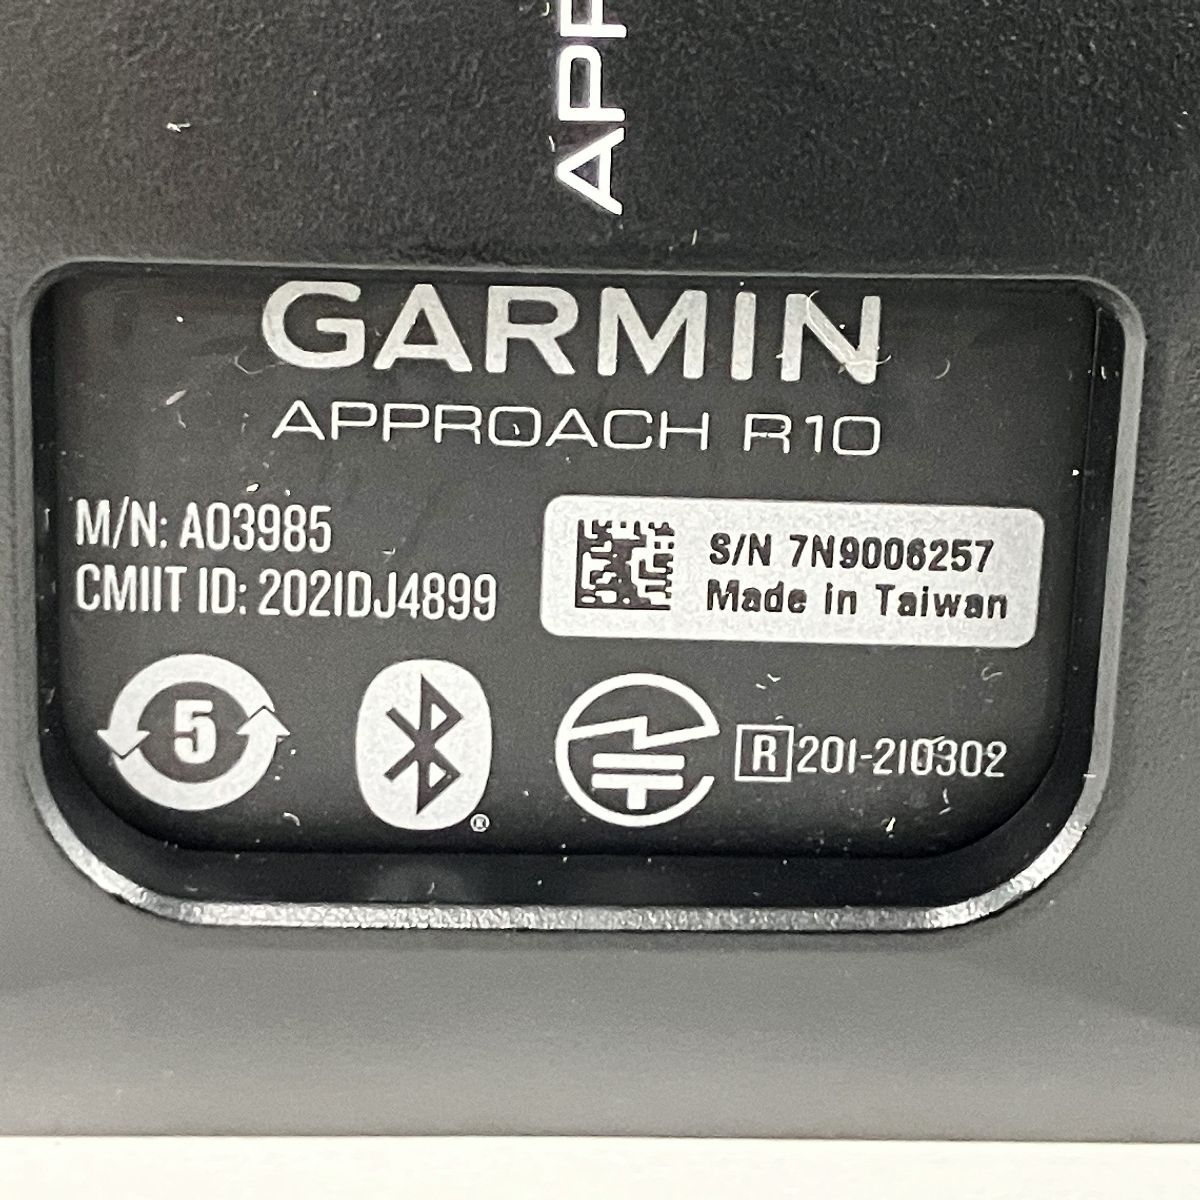 APP
GARMIN
APPROACH R10
M/N: A03985
CMIIT ID: 2021DJ4899
S/N 7N9006257
Made in Taiwan
5
®
R 201-210302